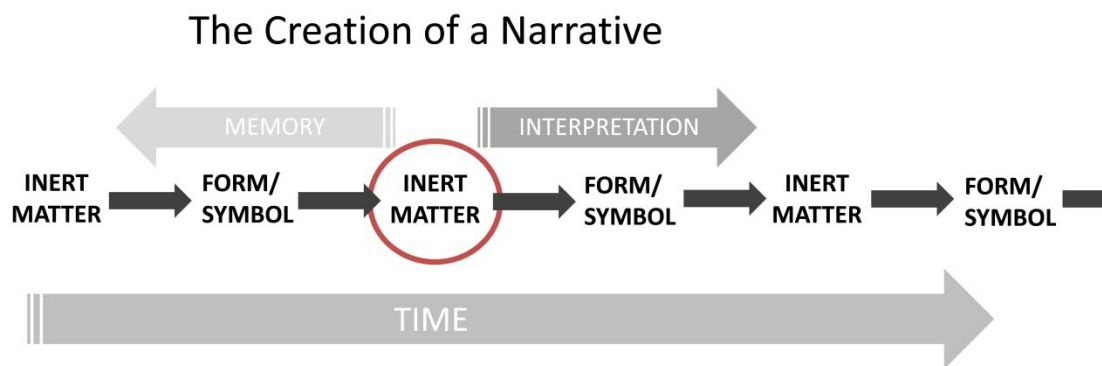 The Creation of a Narrative
MEMORY
INTERPRETATION
INERT
MATTER
FORM/
SYMBOL
INERT
MATTER
FORM/
SYMBOL
INERT
MATTER
FORM/
SYMBOL
TIME